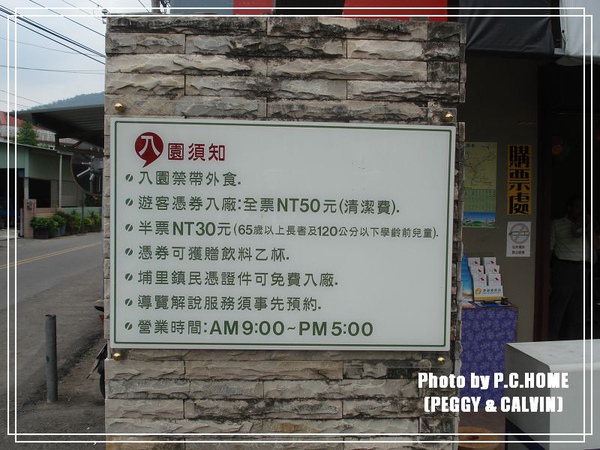 入園須知
入園禁帶外食.
遊客憑券入廠:全票NT50元(清潔費).
半票NT30元(65歲以上長者及120公分以下學齡前兒童).
憑券可獲贈飲料乙杯.
埔里鎮民憑證件可免費入廠.
導覽解說服務須事先預約.
營業時間:AM9:00~PM5:00
購票處
Photo by P.C.HOME
(PEGGY & CALVIN)